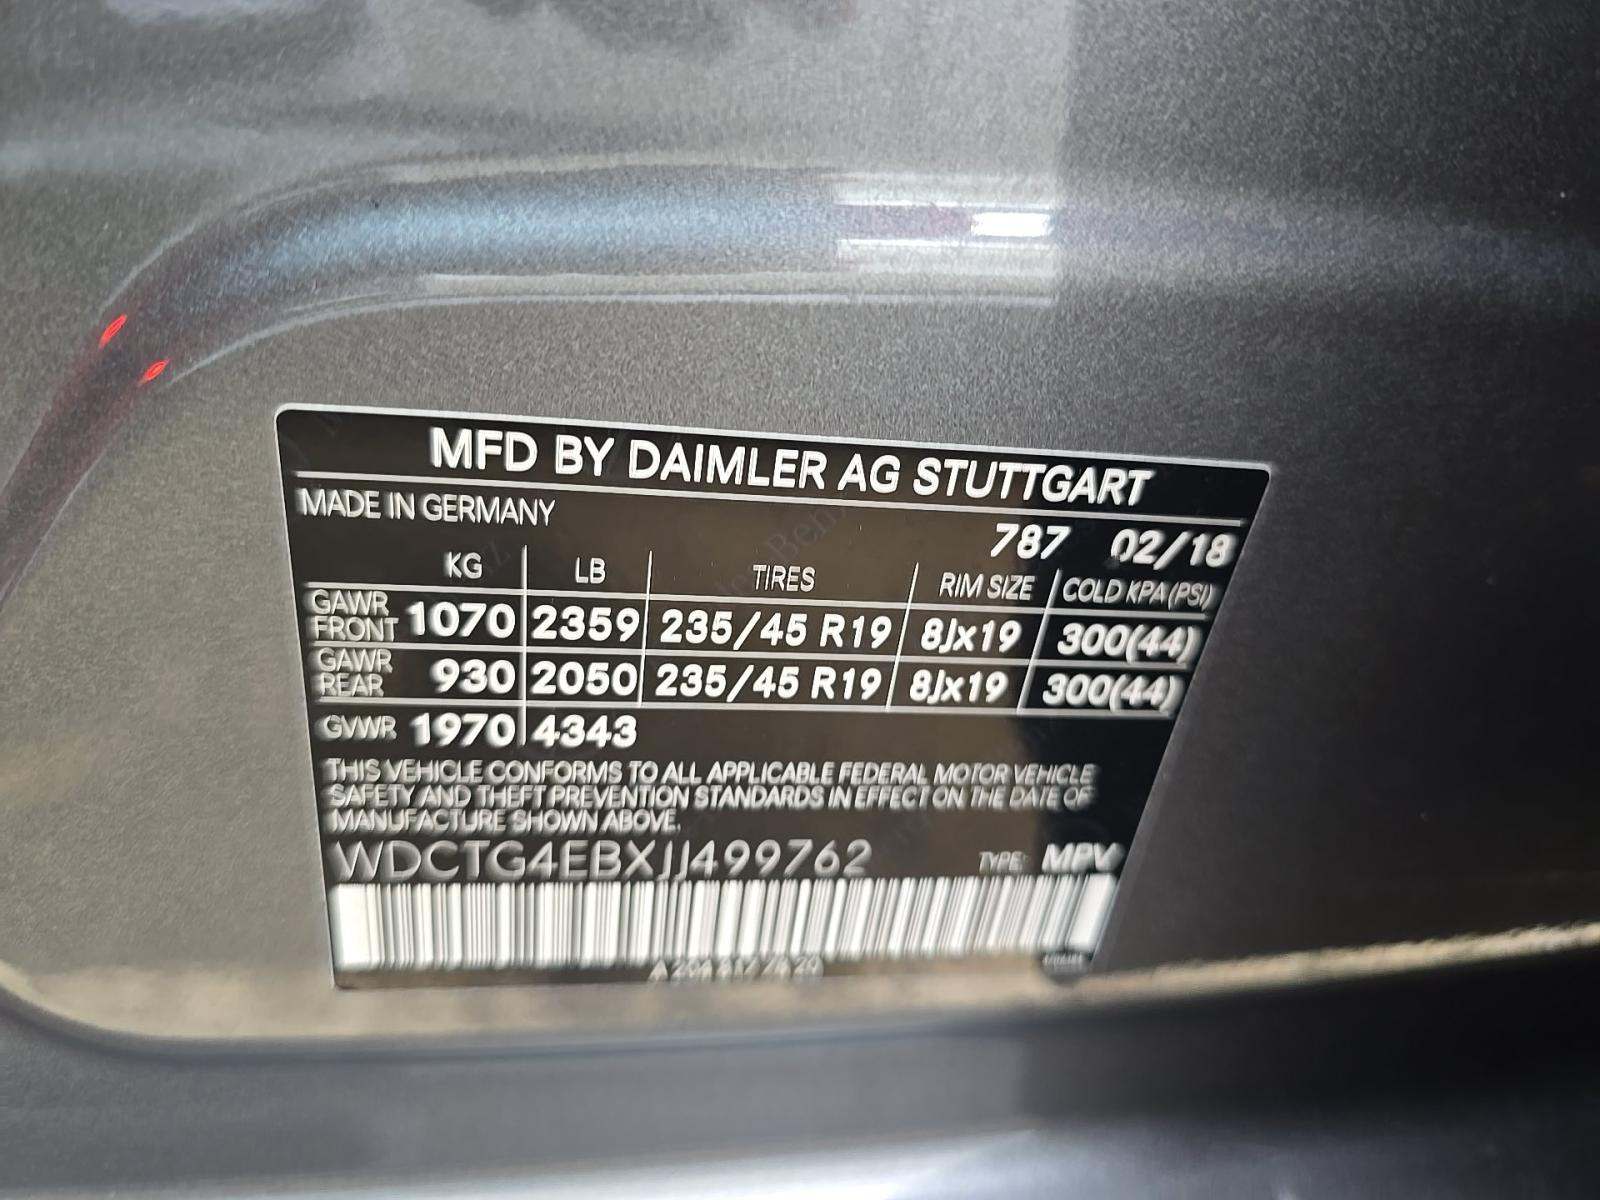 MFD BY DAIMLER AG STUTTGART
MADE IN GERMANY
787 02/18
KG LB TIRES RIM SIZE COLD KPA(PSI)
GAWR FRONT 1070 2359 235/45 R19 8Jx19 300(44)
GAWR REAR 930 2050 235/45 R19 8Jx19 300(44)
GVWR 1970 4343
THIS VEHICLE CONFORMS TO ALL APPLICABLE FEDERAL MOTOR VEHICLE
SAFETY AND THEFT PREVENTION STANDARDS IN EFFECT ON THE DATE OF
MANUFACTURE SHOWN ABOVE.
WDCTG4EBXJJ499762 TYPE: MPV